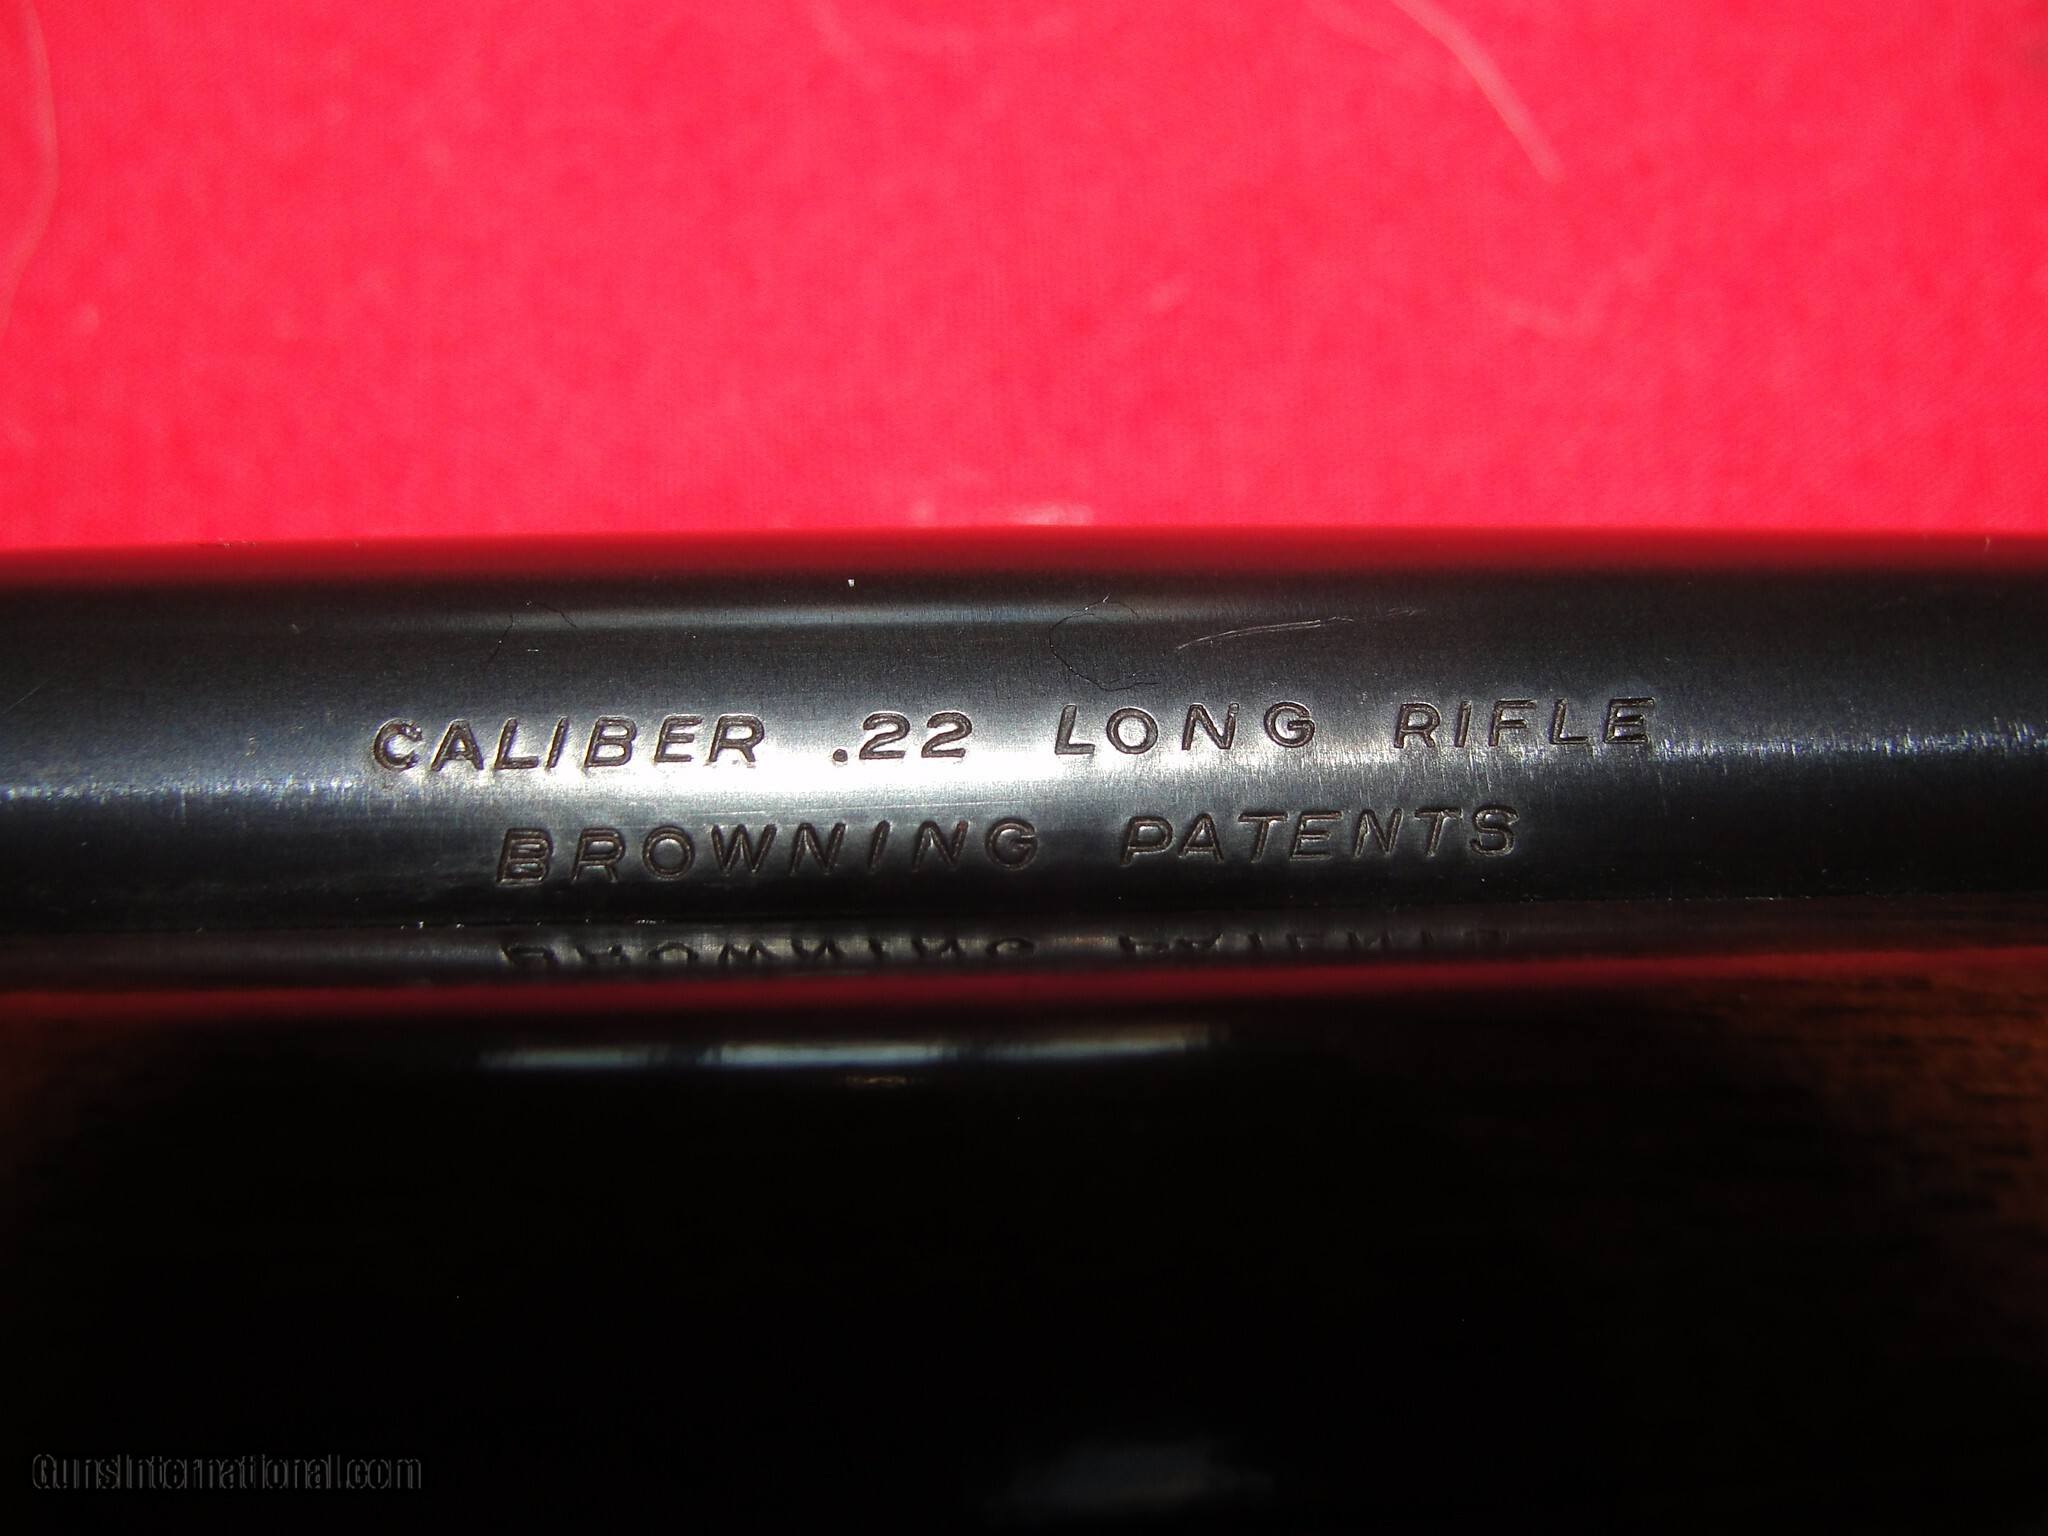 CALIBER .22 LONG RIFLE
BROWNING PATENTS
GunsInternational.com